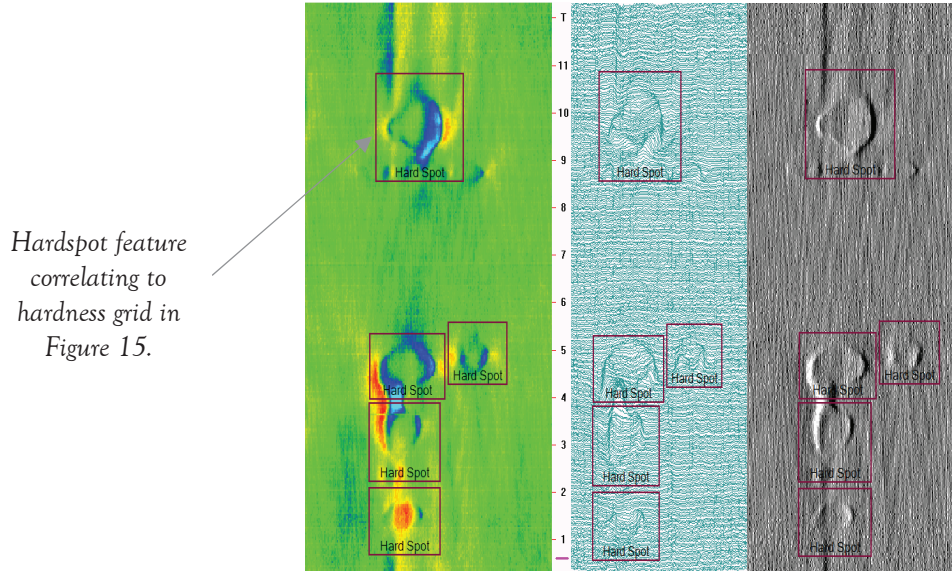 Hardspot feature
correlating to
hardness grid in
Figure 15.
Hard Spot
Hard Spot
Hard Spot
Hard Spot
Hard Spot
T
11
10
9
8
7
6
5
4
3
2
1
Hard Spot
Hard Spot
Hard Spot
Hard Spot
Hard Spot
Hard Spot
Hard Spot
Hard Spot
Hard Spot
Hard Spot